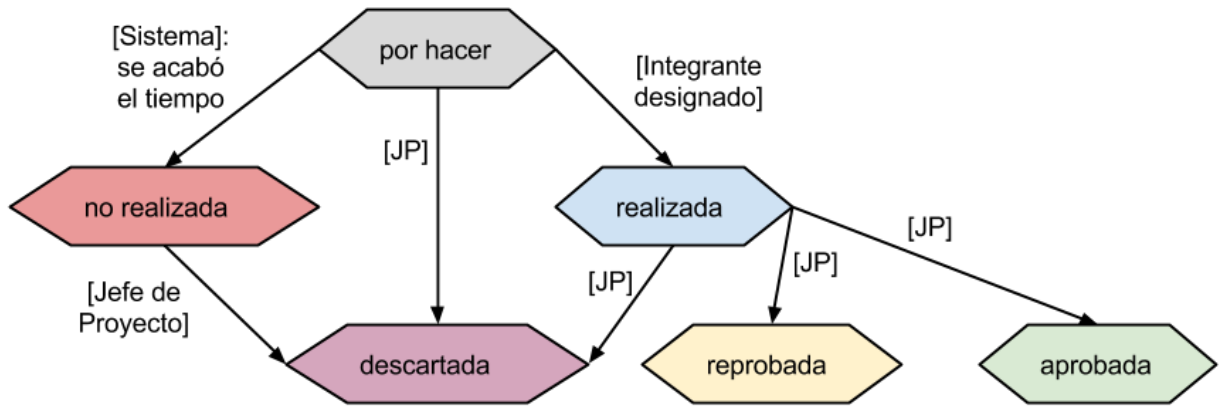 [Sistema]:
se acabó
el tiempo
por hacer
[Integrante
designado]
[JP]
no realizada
realizada
[JP]
[JP]
[JP]
[Jefe de
Proyecto]
descartada
reprobada
aprobada